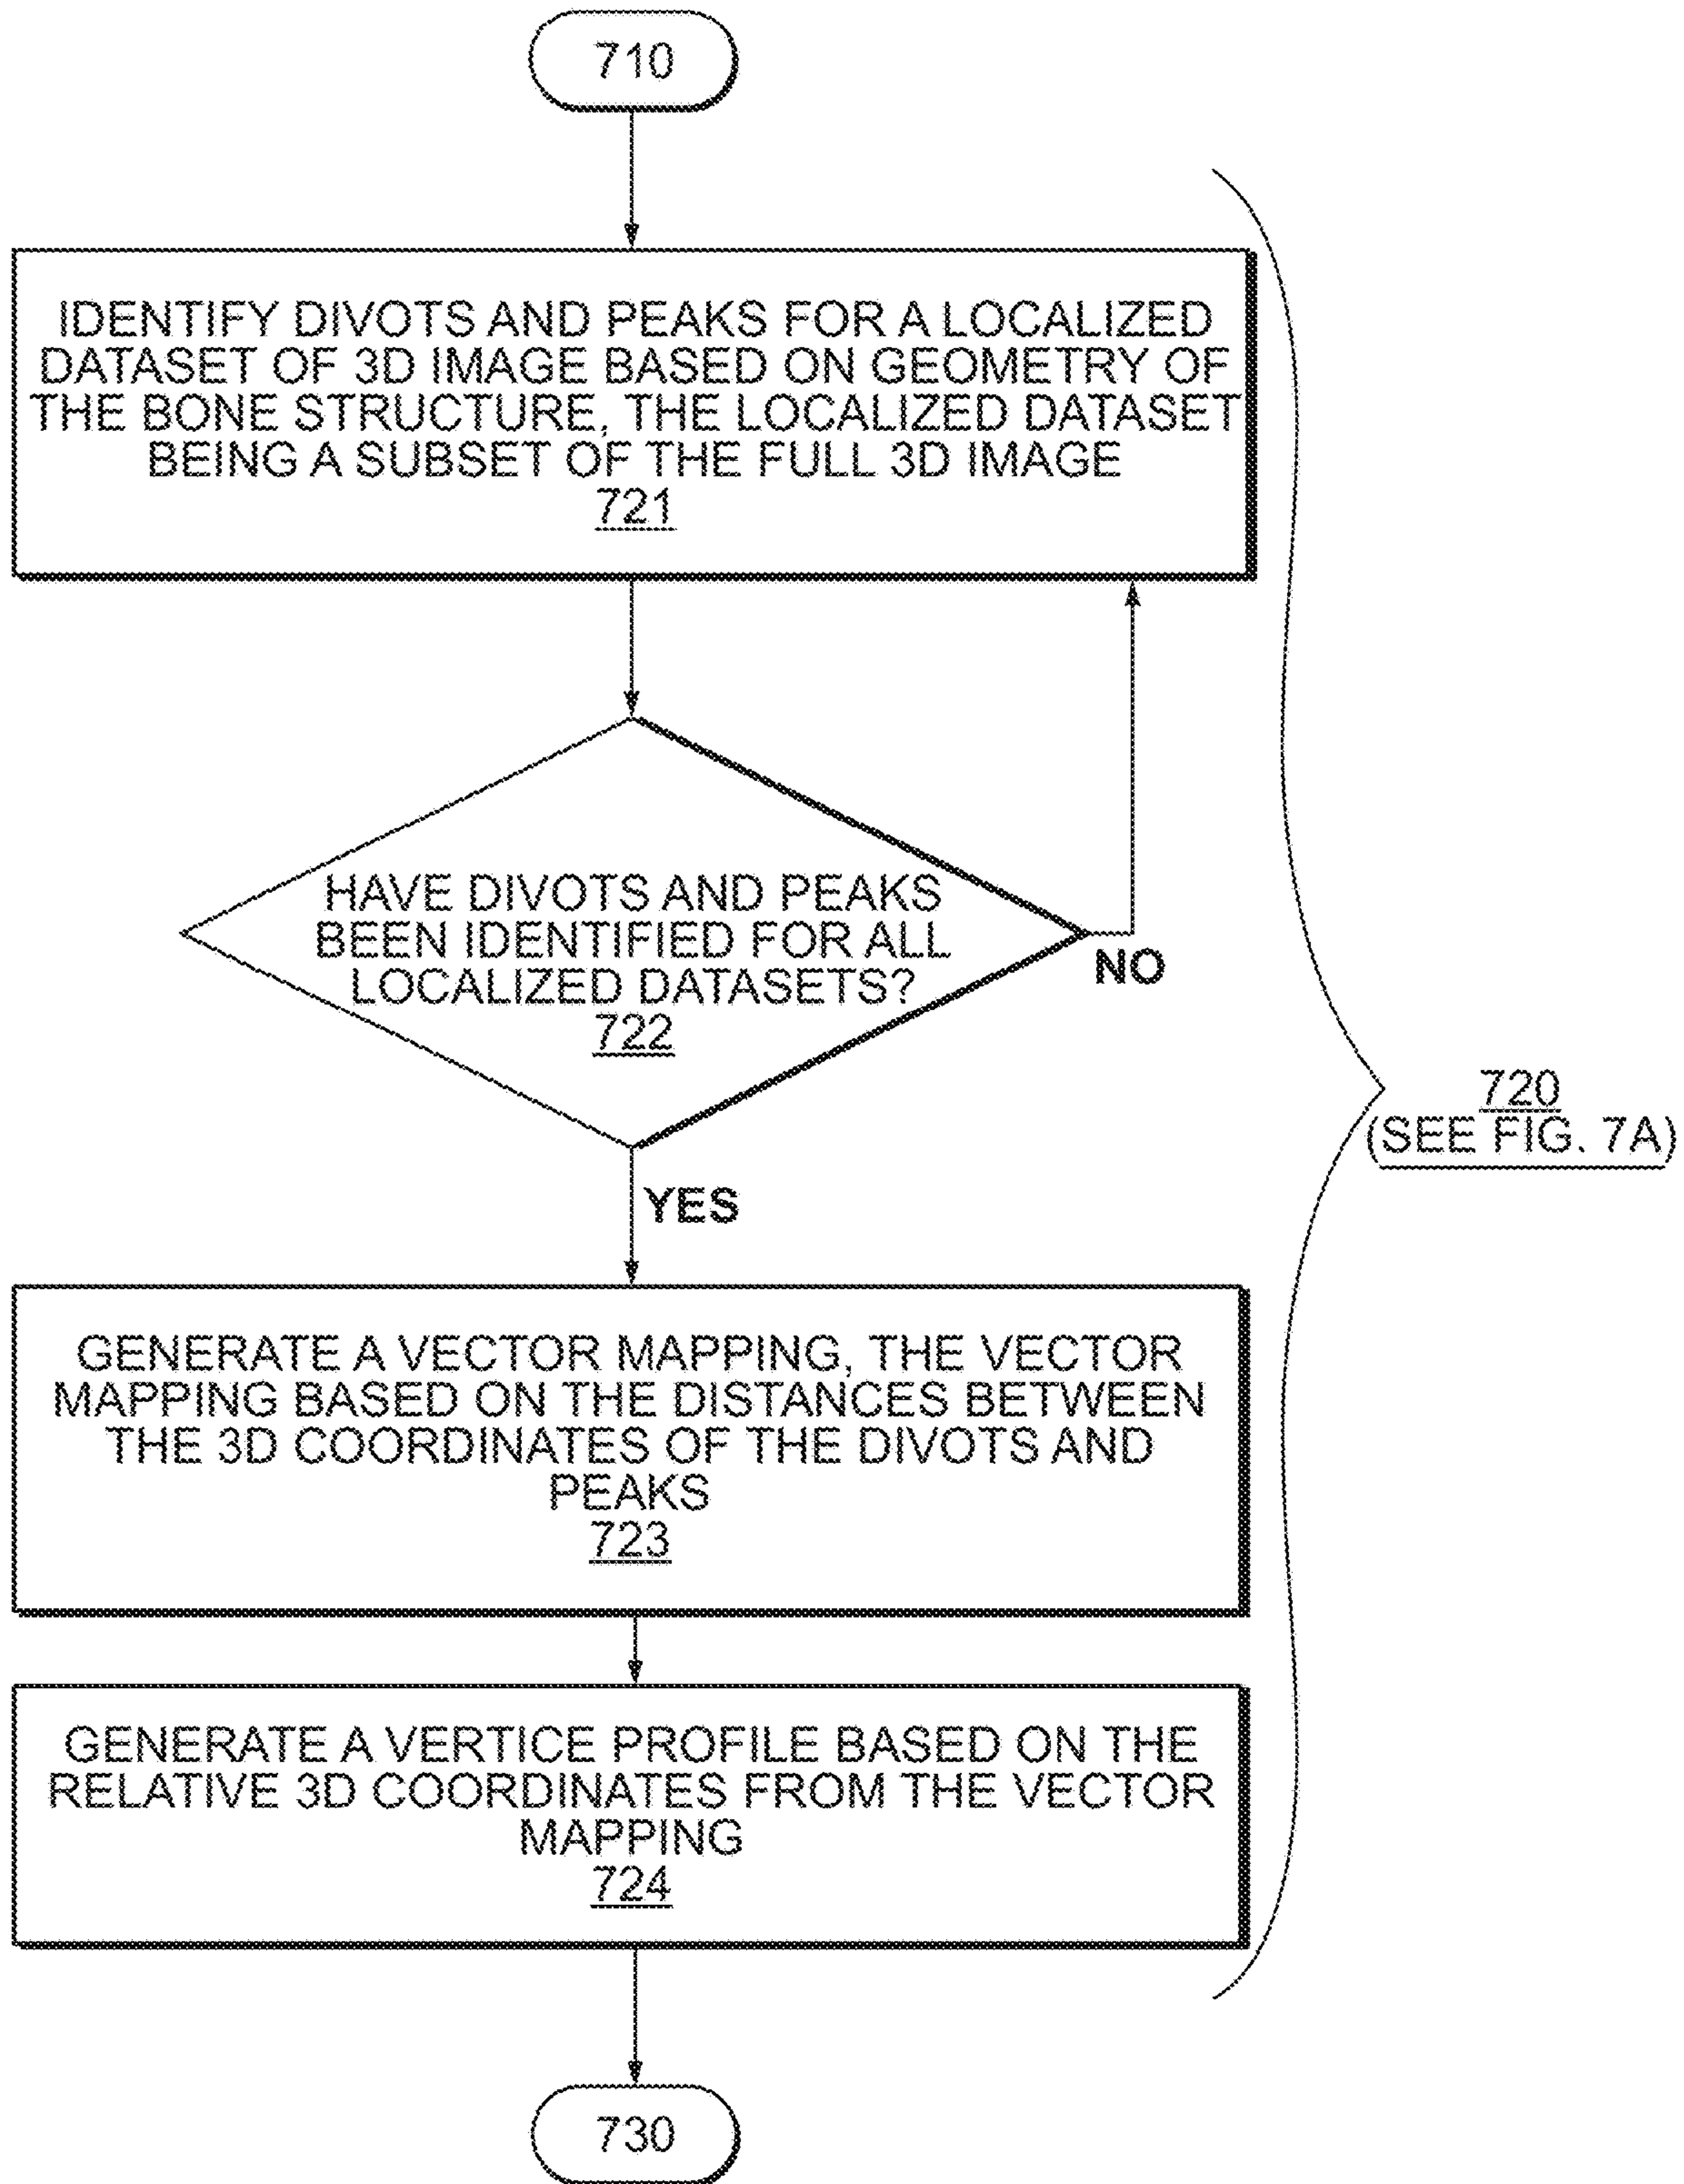 710
IDENTIFY DIVOTS AND PEAKS FOR A LOCALIZED
DATASET OF 3D IMAGE BASED ON GEOMETRY OF
THE BONE STRUCTURE, THE LOCALIZED DATASET
BEING A SUBSET OF THE FULL 3D IMAGE
721
HAVE DIVOTS AND PEAKS
BEEN IDENTIFIED FOR ALL
LOCALIZED DATASETS?
722
NO
YES
720
(SEE FIG. 7A)
GENERATE A VECTOR MAPPING, THE VECTOR
MAPPING BASED ON THE DISTANCES BETWEEN
THE 3D COORDINATES OF THE DIVOTS AND
PEAKS
723
GENERATE A VERTICE PROFILE BASED ON THE
RELATIVE 3D COORDINATES FROM THE VECTOR
MAPPING
724
730